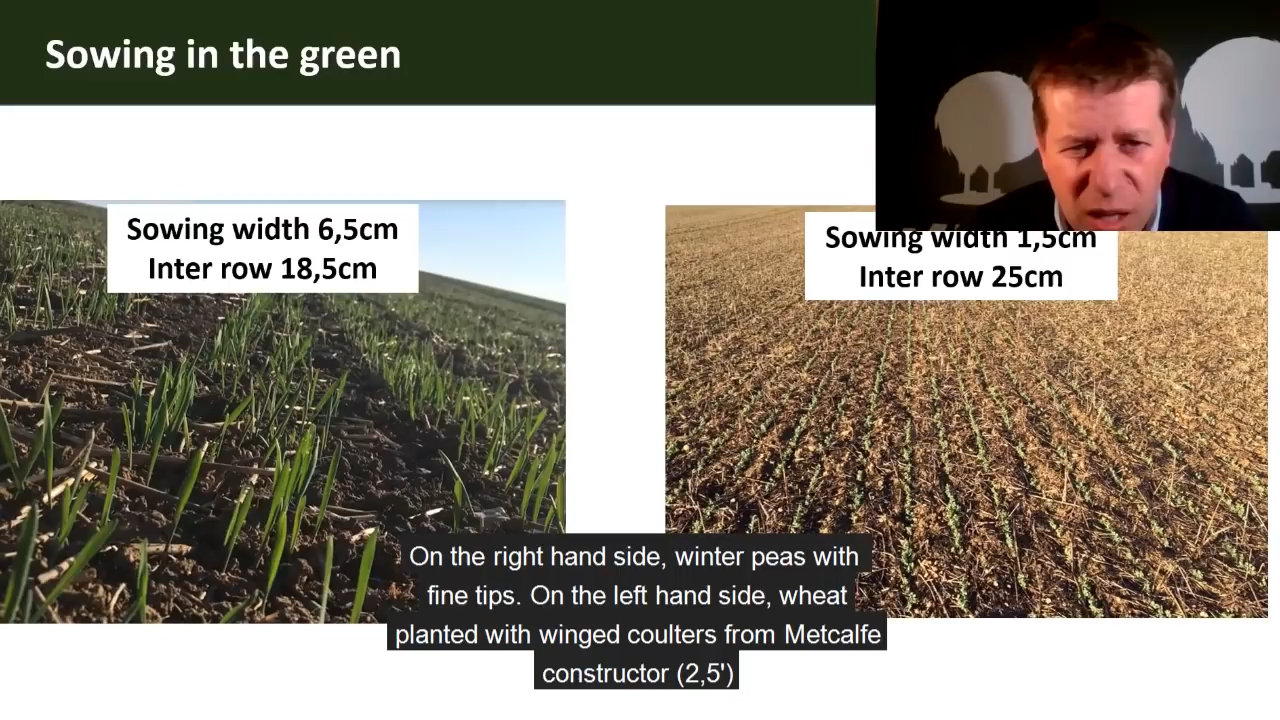 Sowing in the green
Sowing width 6,5cm
Inter row 18,5cm
Sowing width 1,5cm
Inter row 25cm
On the right hand side, winter peas with
fine tips. On the left hand side, wheat
planted with winged coulters from Metcalfe
constructor (2,5')